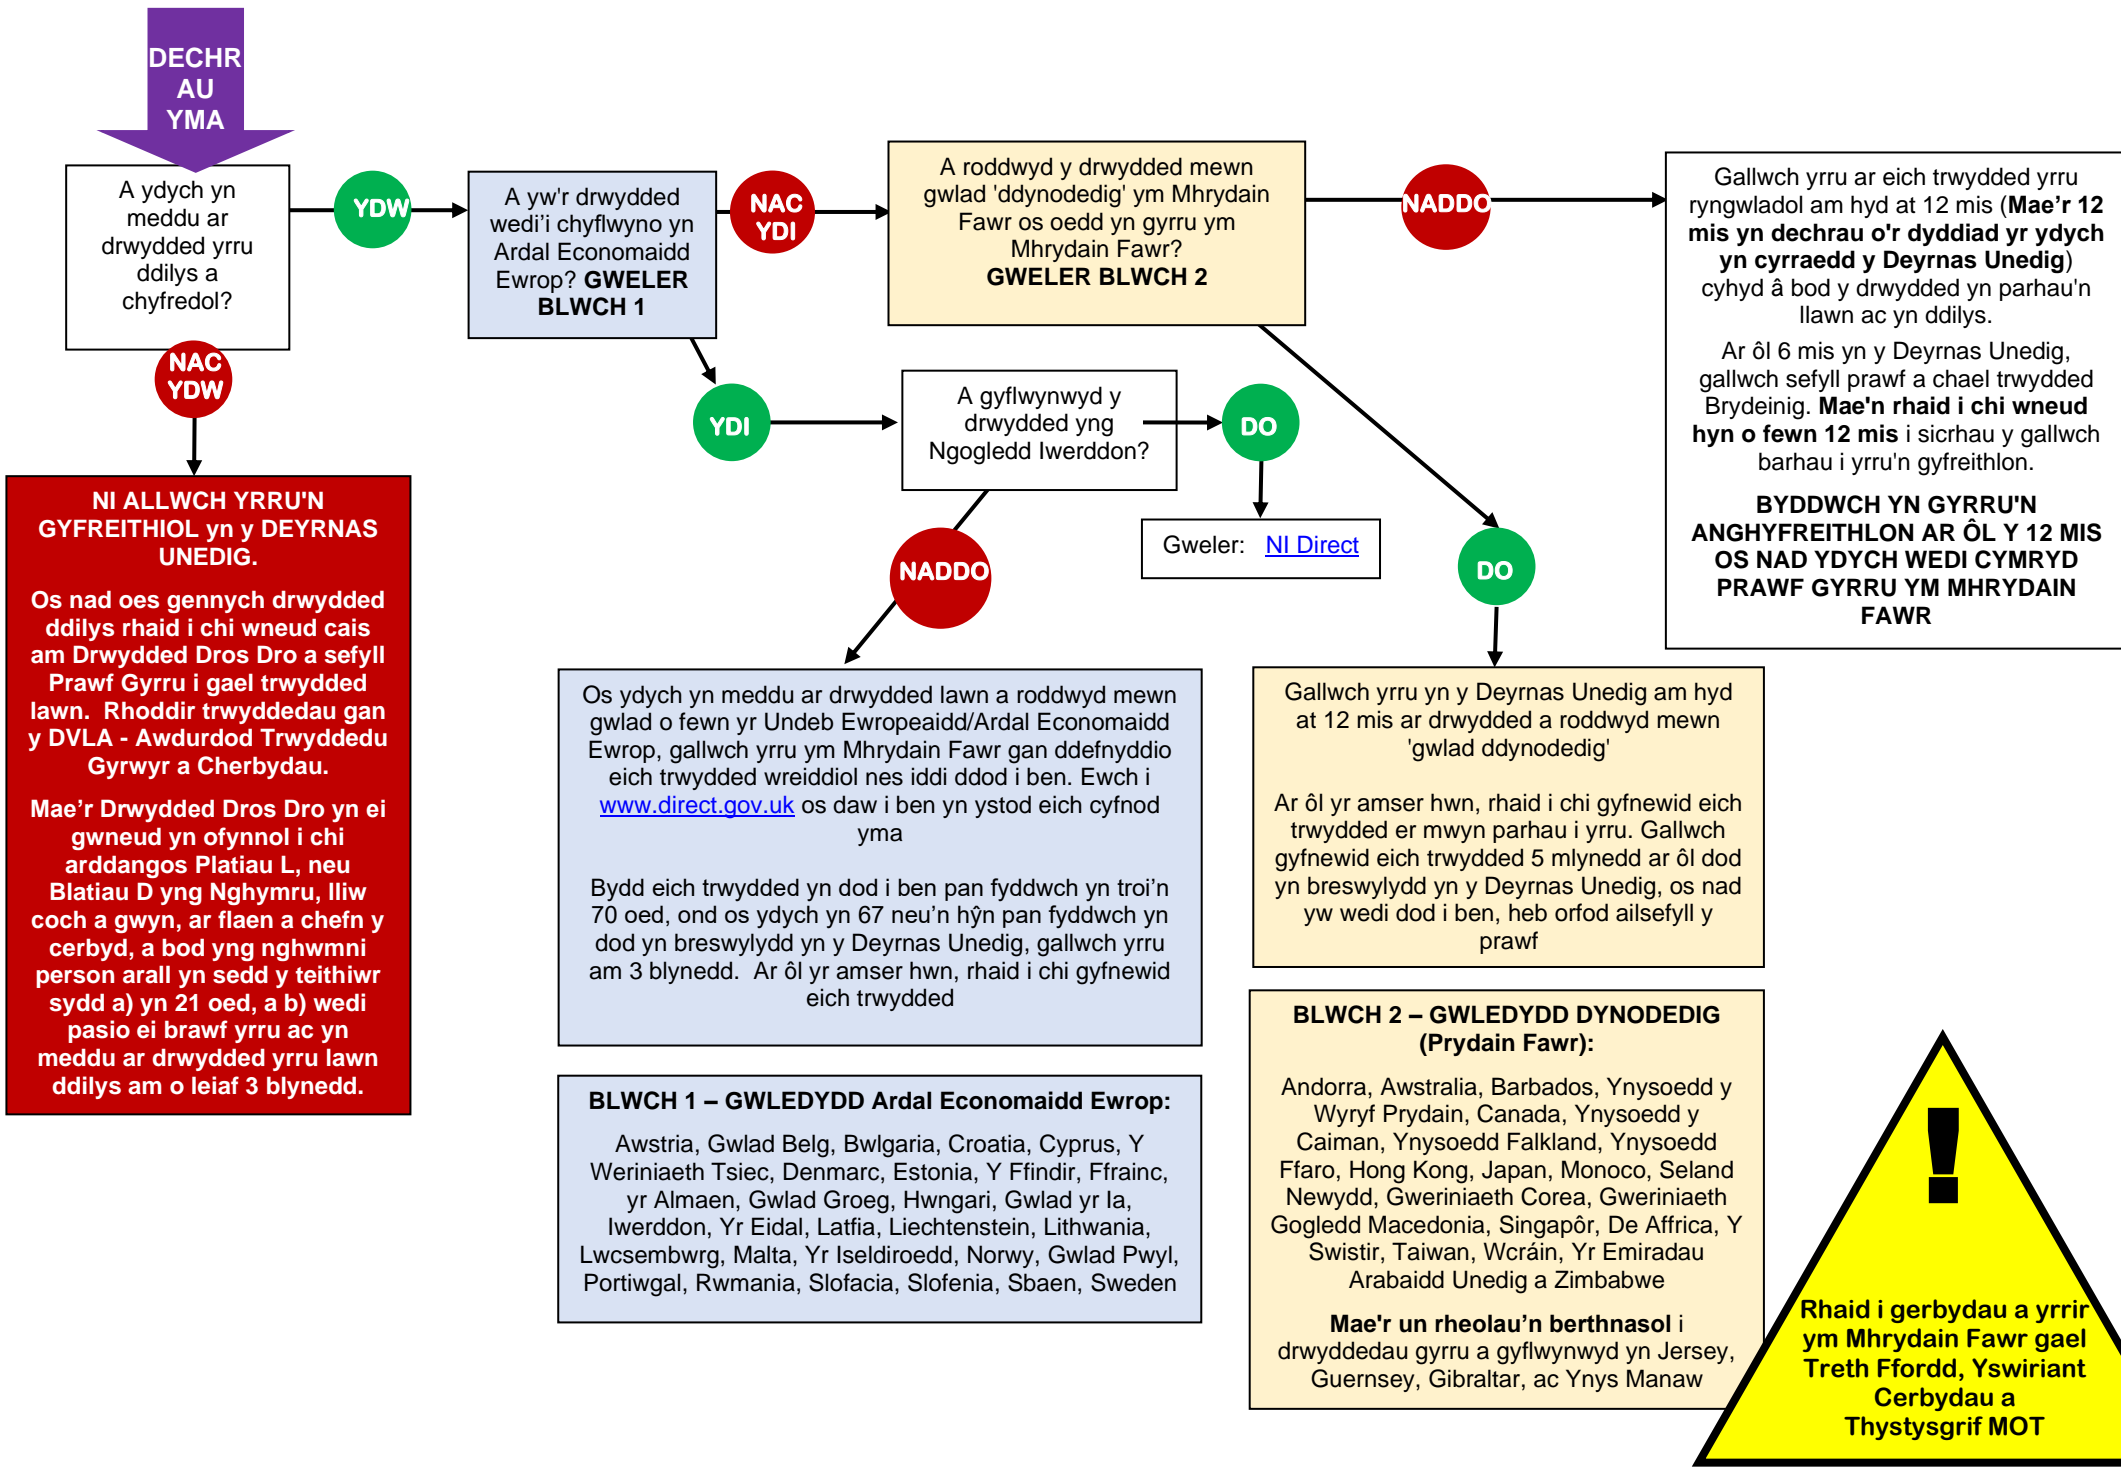 DECHR
AU
YMA
A ydych yn
meddu ar
drwydded yrru
ddilys a
chyfredol?
YDW
A yw'r drwydded
wedi'i chyflwyno yn
Ardal Economaidd
Ewrop? GWELER
BLWCH 1
NAC
YDI
A roddwyd y drwydded mewn
gwlad 'ddynodedig' ym Mhrydain
Fawr os oedd yn gyrru ym
Mhrydain Fawr?
GWELER BLWCH 2
NADDO
Gallwch yrru ar eich trwydded yrru
ryngwladol am hyd at 12 mis (Mae’r 12
mis yn dechrau o'r dyddiad yr ydych
yn cyrraedd y Deyrnas Unedig)
cyhyd â bod y drwydded yn parhau'n
llawn ac yn ddilys.
Ar ôl 6 mis yn y Deyrnas Unedig,
gallwch sefyll prawf a chael trwydded
Brydeinig. Mae'n rhaid i chi wneud
hyn o fewn 12 mis i sicrhau y gallwch
barhau i yrru'n gyfreithlon.
BYDDWCH YN GYRRU'N
ANGHYFREITHLON AR ÔL Y 12 MIS
OS NAD YDYCH WEDI CYMRYD
PRAWF GYRRU YM MHRYDAIN
FAWR
NAC
YDW
YDI
A gyflwynwyd y
drwydded yng
Ngogledd Iwerddon?
DO
Gweler: NI Direct
NADDO
DO
NI ALLWCH YRRU'N
GYFREITHIOL yn y DEYRNAS
UNEDIG.
Os nad oes gennych drwydded
ddilys rhaid i chi wneud cais
am Drwydded Dros Dro a sefyll
Prawf Gyrru i gael trwydded
lawn. Rhoddir trwyddedau gan
y DVLA - Awdurdod Trwyddedu
Gyrwyr a Cherbydau.
Mae’r Drwydded Dros Dro yn ei
gwneud yn ofynnol i chi
arddangos Platiau L, neu
Blatiau D yng Nghymru, lliw
coch a gwyn, ar flaen a chefn y
cerbyd, a bod yng nghwmni
person arall yn sedd y teithiwr
sydd a) yn 21 oed, a b) wedi
pasio ei brawf yrru ac yn
meddu ar drwydded yrru lawn
ddilys am o leiaf 3 blynedd.
Os ydych yn meddu ar drwydded lawn a roddwyd mewn
gwlad o fewn yr Undeb Ewropeaidd/Ardal Economaidd
Ewrop, gallwch yrru ym Mhrydain Fawr gan ddefnyddio
eich trwydded wreiddiol nes iddi ddod i ben. Ewch i
www.direct.gov.uk os daw i ben yn ystod eich cyfnod
yma
Bydd eich trwydded yn dod i ben pan fyddwch yn troi’n
70 oed, ond os ydych yn 67 neu’n hŷn pan fyddwch yn
dod yn breswylydd yn y Deyrnas Unedig, gallwch yrru
am 3 blynedd. Ar ôl yr amser hwn, rhaid i chi gyfnewid
eich trwydded
Gallwch yrru yn y Deyrnas Unedig am hyd
at 12 mis ar drwydded a roddwyd mewn
'gwlad ddynodedig'
Ar ôl yr amser hwn, rhaid i chi gyfnewid eich
trwydded er mwyn parhau i yrru. Gallwch
gyfnewid eich trwydded 5 mlynedd ar ôl dod
yn breswylydd yn y Deyrnas Unedig, os nad
yw wedi dod i ben, heb orfod ailsefyll y
prawf
BLWCH 1 – GWLEDYDD Ardal Economaidd Ewrop:
Awstria, Gwlad Belg, Bwlgaria, Croatia, Cyprus, Y
Weriniaeth Tsiec, Denmarc, Estonia, Y Ffindir, Ffrainc,
yr Almaen, Gwlad Groeg, Hwngari, Gwlad yr Ia,
Iwerddon, Yr Eidal, Latfia, Liechtenstein, Lithwania,
Lwcsembwrg, Malta, Yr Iseldiroedd, Norwy, Gwlad Pwyl,
Portiwgal, Rwmania, Slofacia, Slofenia, Sbaen, Sweden
BLWCH 2 – GWLEDYDD DYNODEDIG
(Prydain Fawr):
Andorra, Awstralia, Barbados, Ynysoedd y
Wyryf Prydain, Canada, Ynysoedd y
Caiman, Ynysoedd Falkland, Ynysoedd
Ffaro, Hong Kong, Japan, Monoco, Seland
Newydd, Gweriniaeth Corea, Gweriniaeth
Gogledd Macedonia, Singapôr, De Affrica, Y
Swistir, Taiwan, Wcráin, Yr Emiradau
Arabaidd Unedig a Zimbabwe
Mae'r un rheolau’n berthnasol i
drwyddedau gyrru a gyflwynwyd yn Jersey,
Guernsey, Gibraltar, ac Ynys Manaw
!
Rhaid i gerbydau a yrrir
ym Mhrydain Fawr gael
Treth Ffordd, Yswiriant
Cerbydau a
Thystysgrif MOT